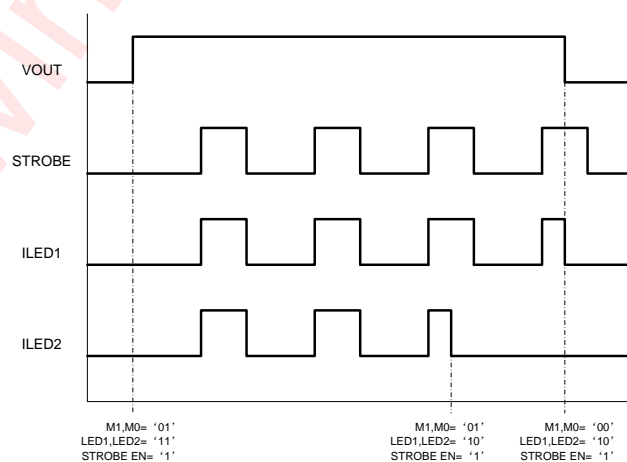 VOUT
STROBE
ILED1
ILED2
M1,M0= ‘01’
LED1,LED2= ‘11’
STROBE EN= ‘1’
M1,M0= ‘01’
LED1,LED2= ‘10’
STROBE EN= ‘1’
M1,M0= ‘00’
LED1,LED2= ‘10’
STROBE EN= ‘1’